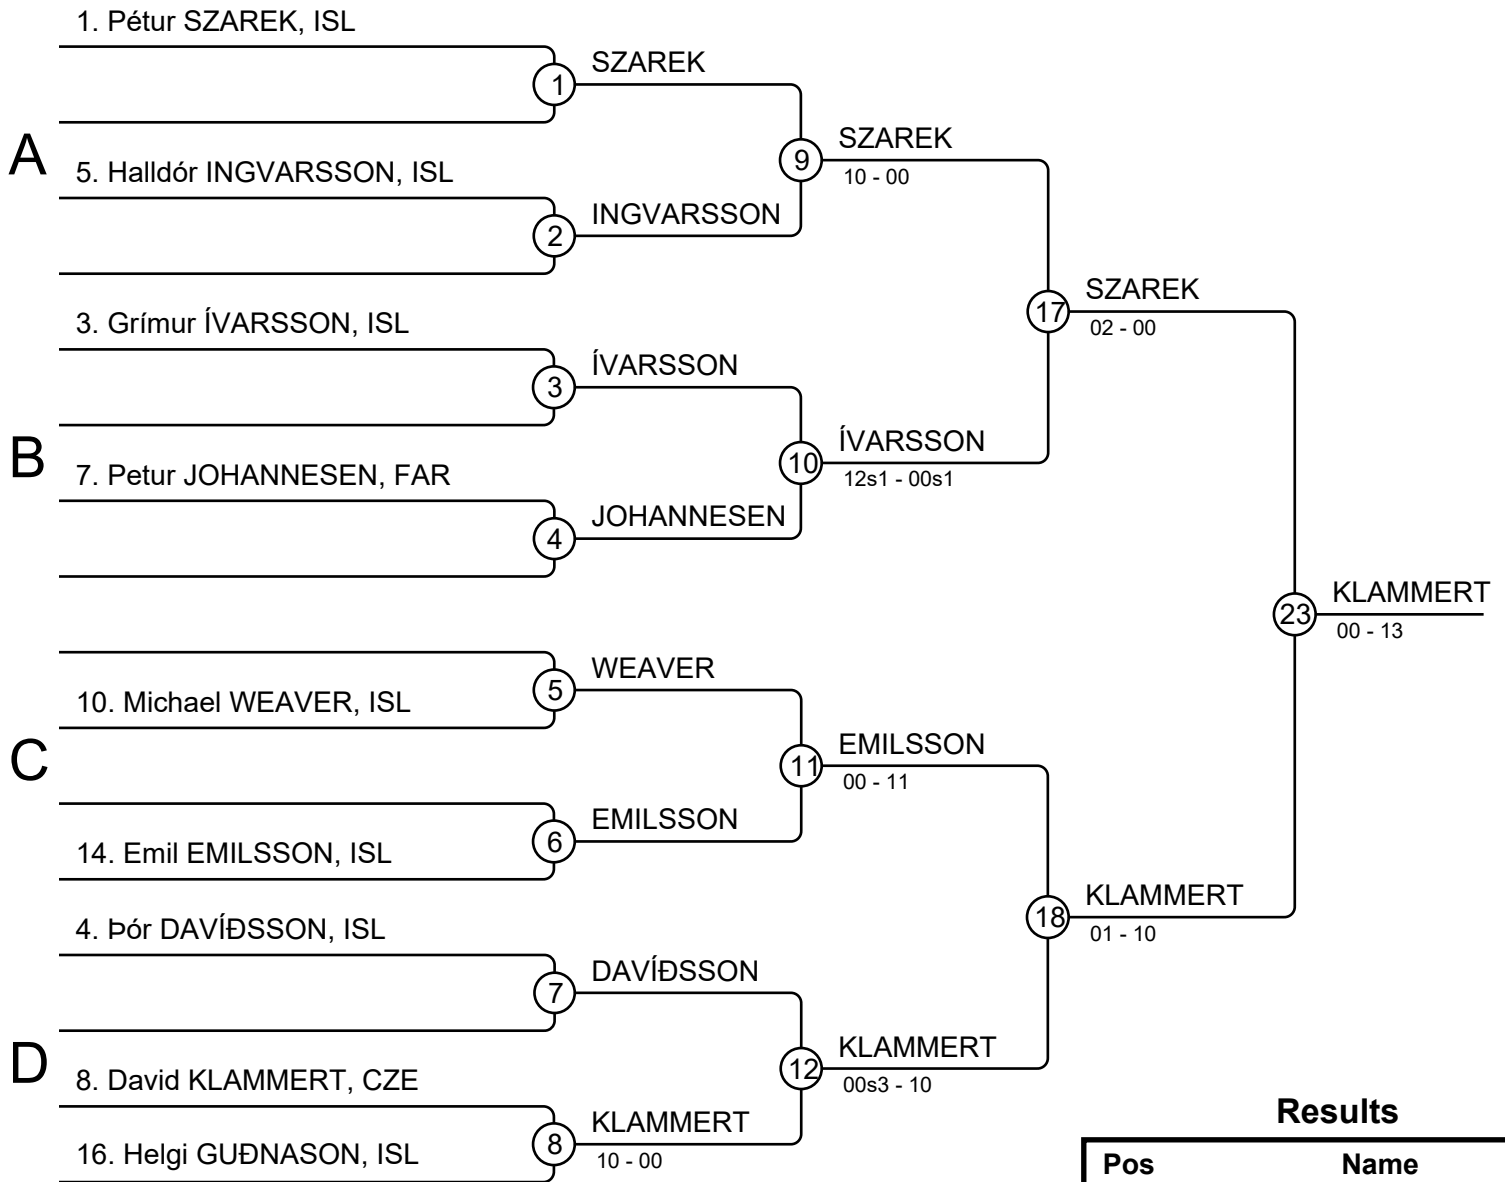 1. Pétur SZAREK, ISL
1
SZAREK
A
5. Halldór INGVARSSON, ISL
2
INGVARSSON
9
SZAREK
10 - 00
3. Grímur ÍVARSSON, ISL
3
ÍVARSSON
B
7. Petur JOHANNESEN, FAR
4
JOHANNESEN
10
ÍVARSSON
12s1 - 00s1
17
SZAREK
02 - 00
10. Michael WEAVER, ISL
5
WEAVER
C
14. Emil EMILSSON, ISL
6
EMILSSON
11
EMILSSON
00 - 11
4. Þór DAVÍÐSSON, ISL
7
DAVÍÐSSON
D
8. David KLAMMERT, CZE
16. Helgi GUÐNASON, ISL
8
KLAMMERT
10 - 00
12
KLAMMERT
00s3 - 10
18
KLAMMERT
01 - 10
23
KLAMMERT
00 - 13
Results
Pos Name